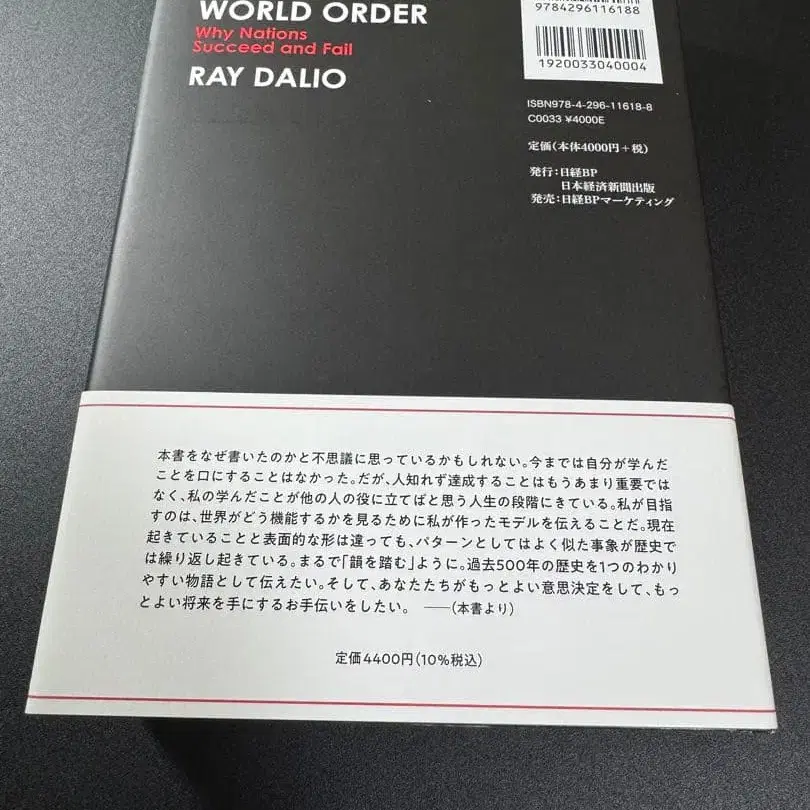 WORLD ORDER
Why Nations
Succeed and Fail
RAY DALIO
9784296116188
1920033040004
ISBN978-4-296-11618-8
C0033 ¥4000E
定価(本体4000円+税)
発行:日経BP
日本経済新聞出版
発売:日経BPマーケティング
本書をなぜ書いたのかと不思議に思っているかもしれない。今までは自分が学んだ
ことを口にすることはなかった。だが、人知れず達成することはもうあまり重要では
なく、私の学んだことが他の人の役に立てばと思う人生の段階にきている。私が目指
すのは、世界がどう機能するかを見るために私が作ったモデルを伝えることだ。現在
起きていることと表面的な形は違っても、パターンとしてはよく似た事象が歴史で
は繰り返し起きている。まるで「韻を踏む」ように。過去500年の歴史を1つのわかり
やすい物語として伝えたい。そして、あなたたちがもっとよい意思決定をして、もっ
とよい将来を手にするお手伝いをしたい。 ──(本書より)
定価4400円(10%税込)